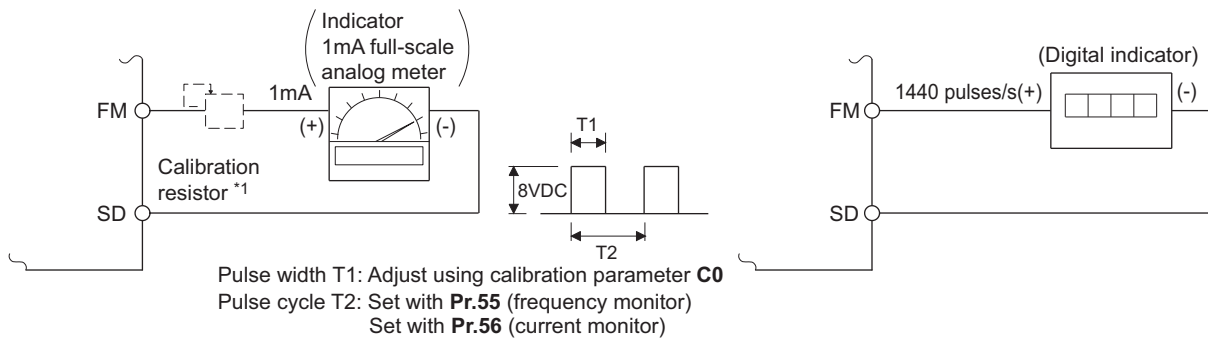 Indicator
1mA full-scale
analog meter
FM
1mA
(+)
(-)
Calibration
resistor *1
SD
T1
8VDC
T2
Pulse width T1: Adjust using calibration parameter C0
Pulse cycle T2: Set with Pr.55 (frequency monitor)
Set with Pr.56 (current monitor)
(Digital indicator)
FM
1440 pulses/s(+)
(-)
SD